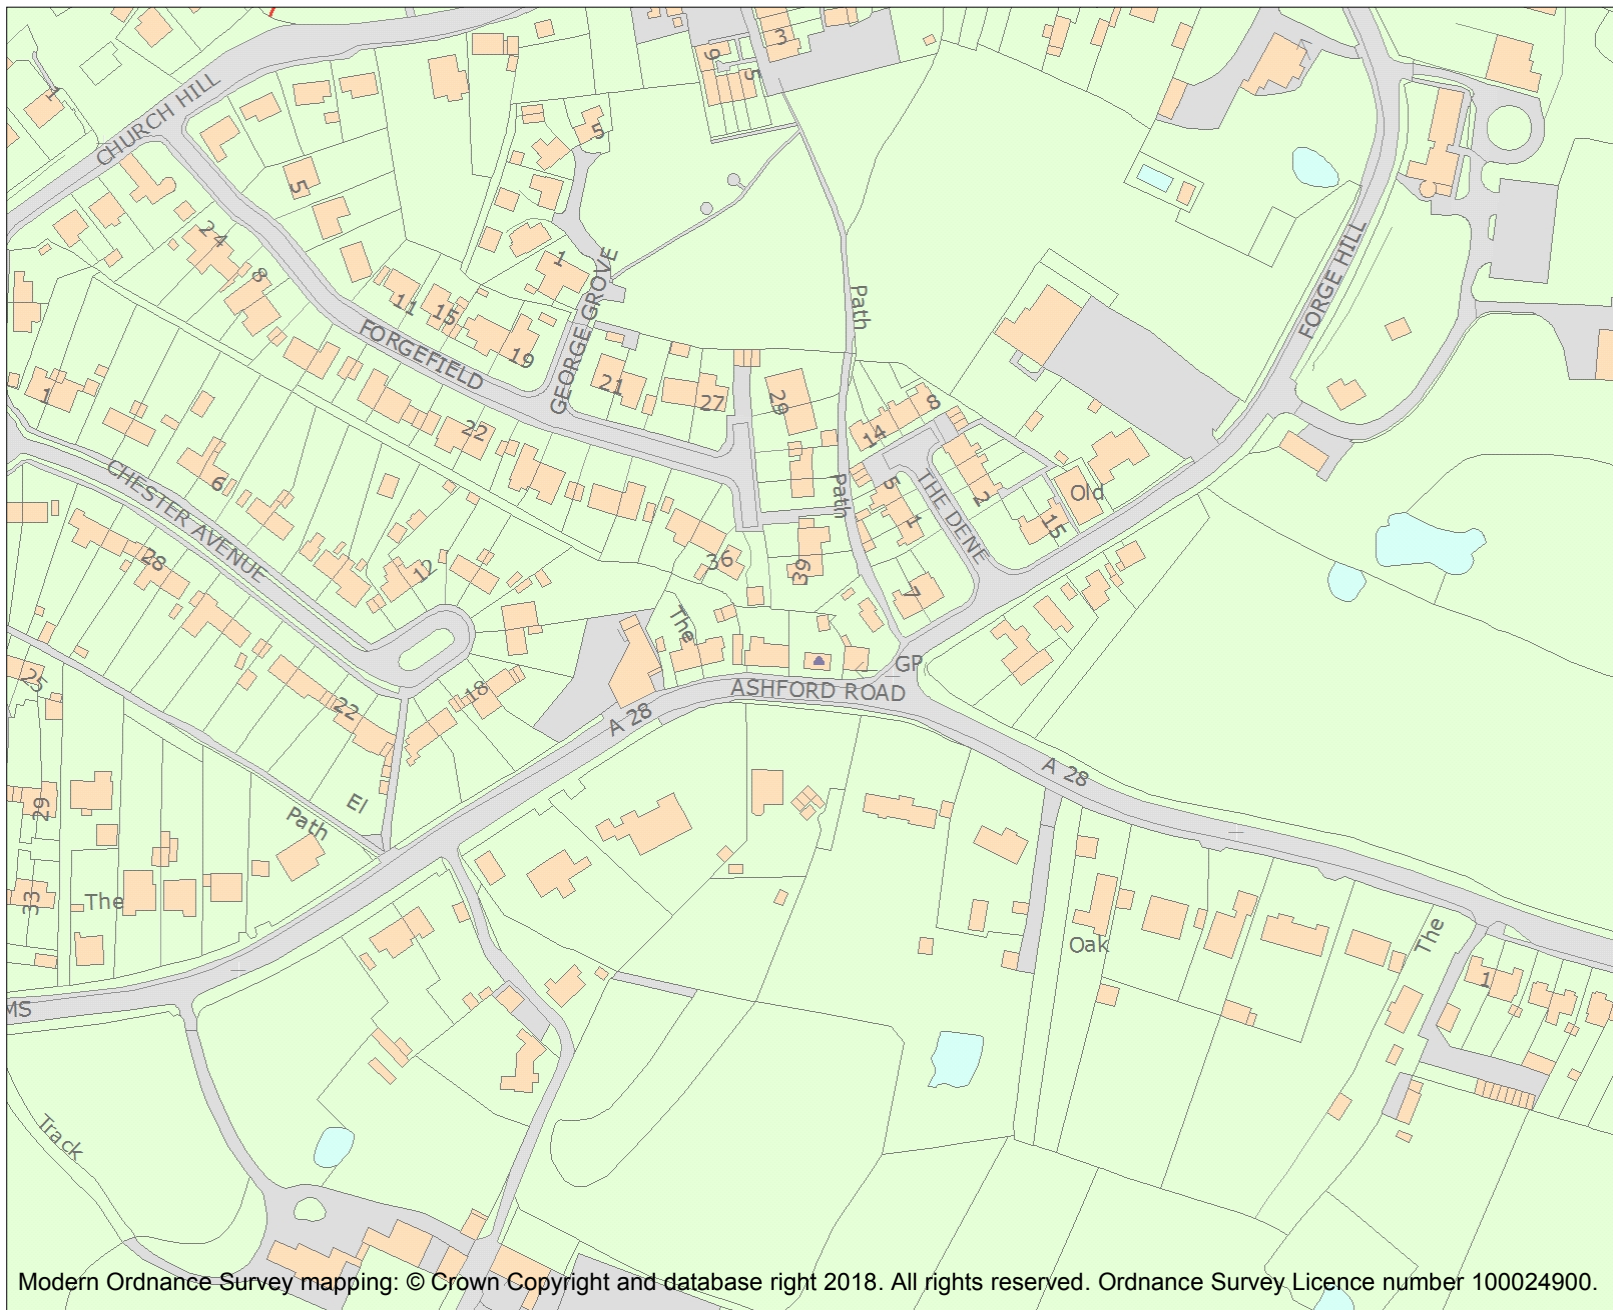 3
9
5
1
CHURCH HILL
5
5
24
8
1
11
15
19
FORGEFIELD
GEORGE GROVE
Path
FORGE HILL
21
27
29
8
14
1
22
6
CHESTER AVENUE
28
12
Path
5
1
THE DENE
2
Old
15
36
39
7
The
GP
ASHFORD ROAD
A 28
25
22
18
A 28
29
El
Path
33
The
Oak
The
1
MS
Track
Modern Ordnance Survey mapping: © Crown Copyright and database right 2018. All rights reserved. Ordnance Survey Licence number 100024900.